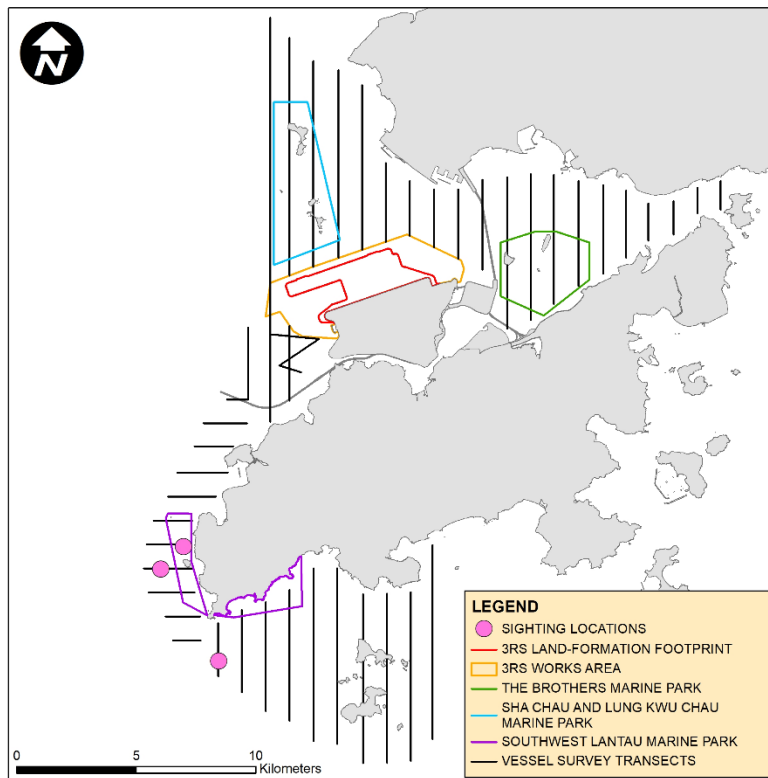 N
LEGEND
SIGHTING LOCATIONS
3RS LAND-FORMATION FOOTPRINT
3RS WORKS AREA
THE BROTHERS MARINE PARK
SHA CHAU AND LUNG KWU CHAU
MARINE PARK
SOUTHWEST LANTAU MARINE PARK
VESSEL SURVEY TRANSECTS
0 5 10
Kilometers